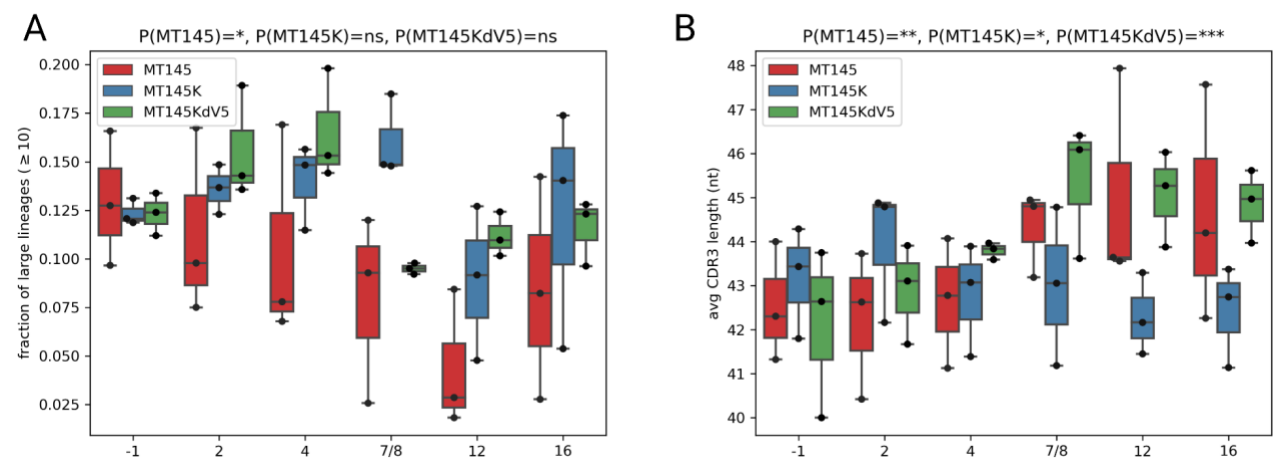 A
P(MT145)=*, P(MT145K)=ns, P(MT145KdV5)=ns
MT145
MT145K
MT145KdV5
fraction of large lineages (≥ 10)
0.200
0.175
0.150
0.125
0.100
0.075
0.050
0.025
-1 2 4 7/8 12 16
B
P(MT145)=**, P(MT145K)=*, P(MT145KdV5)=***
MT145
MT145K
MT145KdV5
avg CDR3 length (nt)
48
47
46
45
44
43
42
41
40
-1 2 4 7/8 12 16